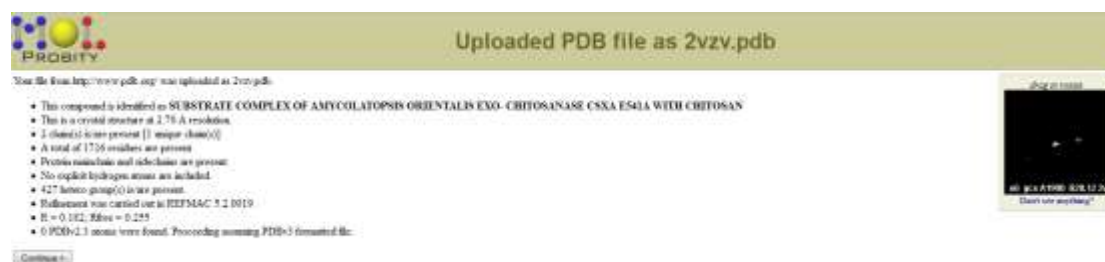 MOL
PROBITY
Uploaded PDB file as 2vzv.pdb
Your file from http://www.pdb.org/ was uploaded as 2vzv.pdb.
This compound is identified as SUBSTRATE COMPLEX OF AMYCOLATOPSIS ORIENTALIS EXO- CHITOSANASE CSXA E541A WITH CHITOSAN
This is a crystal structure at 2.70 A resolution.
2 chain(s) is/are present [1 unique chain(s)]
A total of 1716 residues are present.
Protein mainchain and sidechains are present.
No explicit hydrogen atoms are included.
427 hetero group(s) is/are present.
Refinement was carried out in REFMAC 5.2.0019
R = 0.182; Rfree = 0.255
0 PDBv2.3 atoms were found. Proceeding assuming PDBv3 formatted file.
Continue >
Don't see anything?